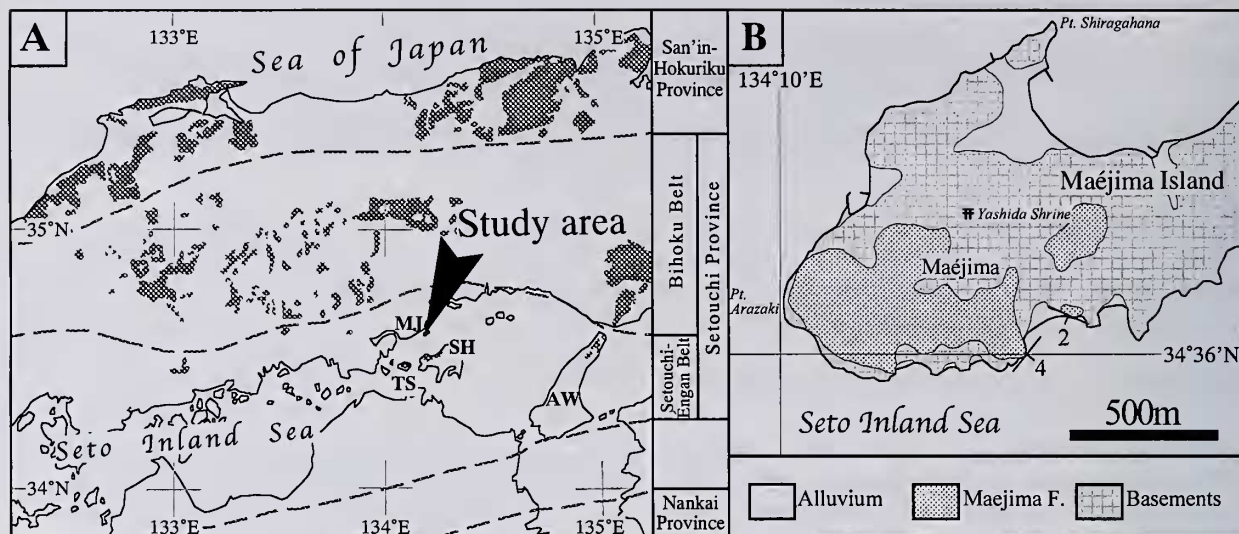 A
133°E
135°E
Sea of Japan
35°N
Study area
MJ
SH
TS
AW
Seto Inland Sea
34°N
133°E
134°E
135°E
San'in-
Hokuriku
Province
Bihoku Belt
Setouchi-
Engan Belt
Setouchi Province
Nankai
Province
B
Pt. Shiragahana
134°10'E
Maéjima Island
Yashida Shrine
Maéjima
Pt.
Arazaki
2
4
34°36'N
Seto Inland Sea
500m
Alluvium
Maejima F.
Basements